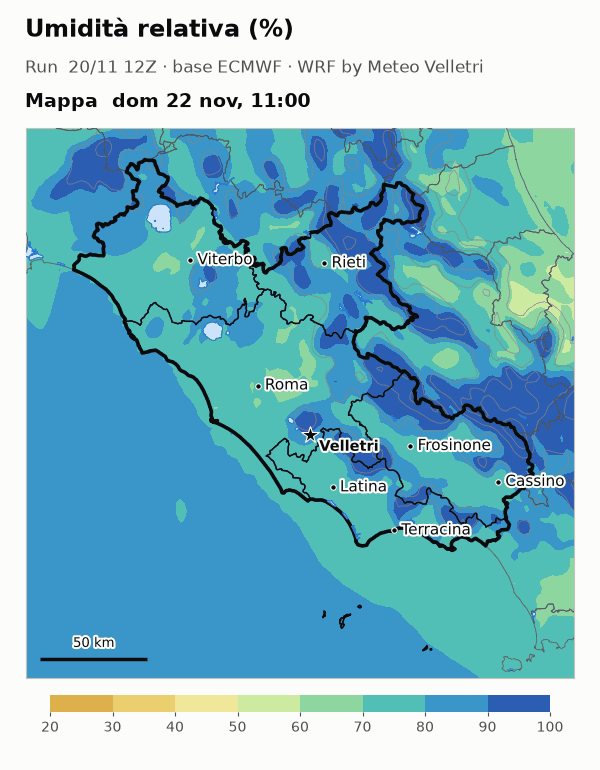 Umidità relativa (%)
Run  20/11 12Z · base ECMWF · WRF by Meteo Velletri
Mappa  dom 22 nov, 11:00
Viterbo
Rieti
Roma
Velletri
Frosinone
Latina
Cassino
Terracina
50 km
20 30 40 50 60 70 80 90 100